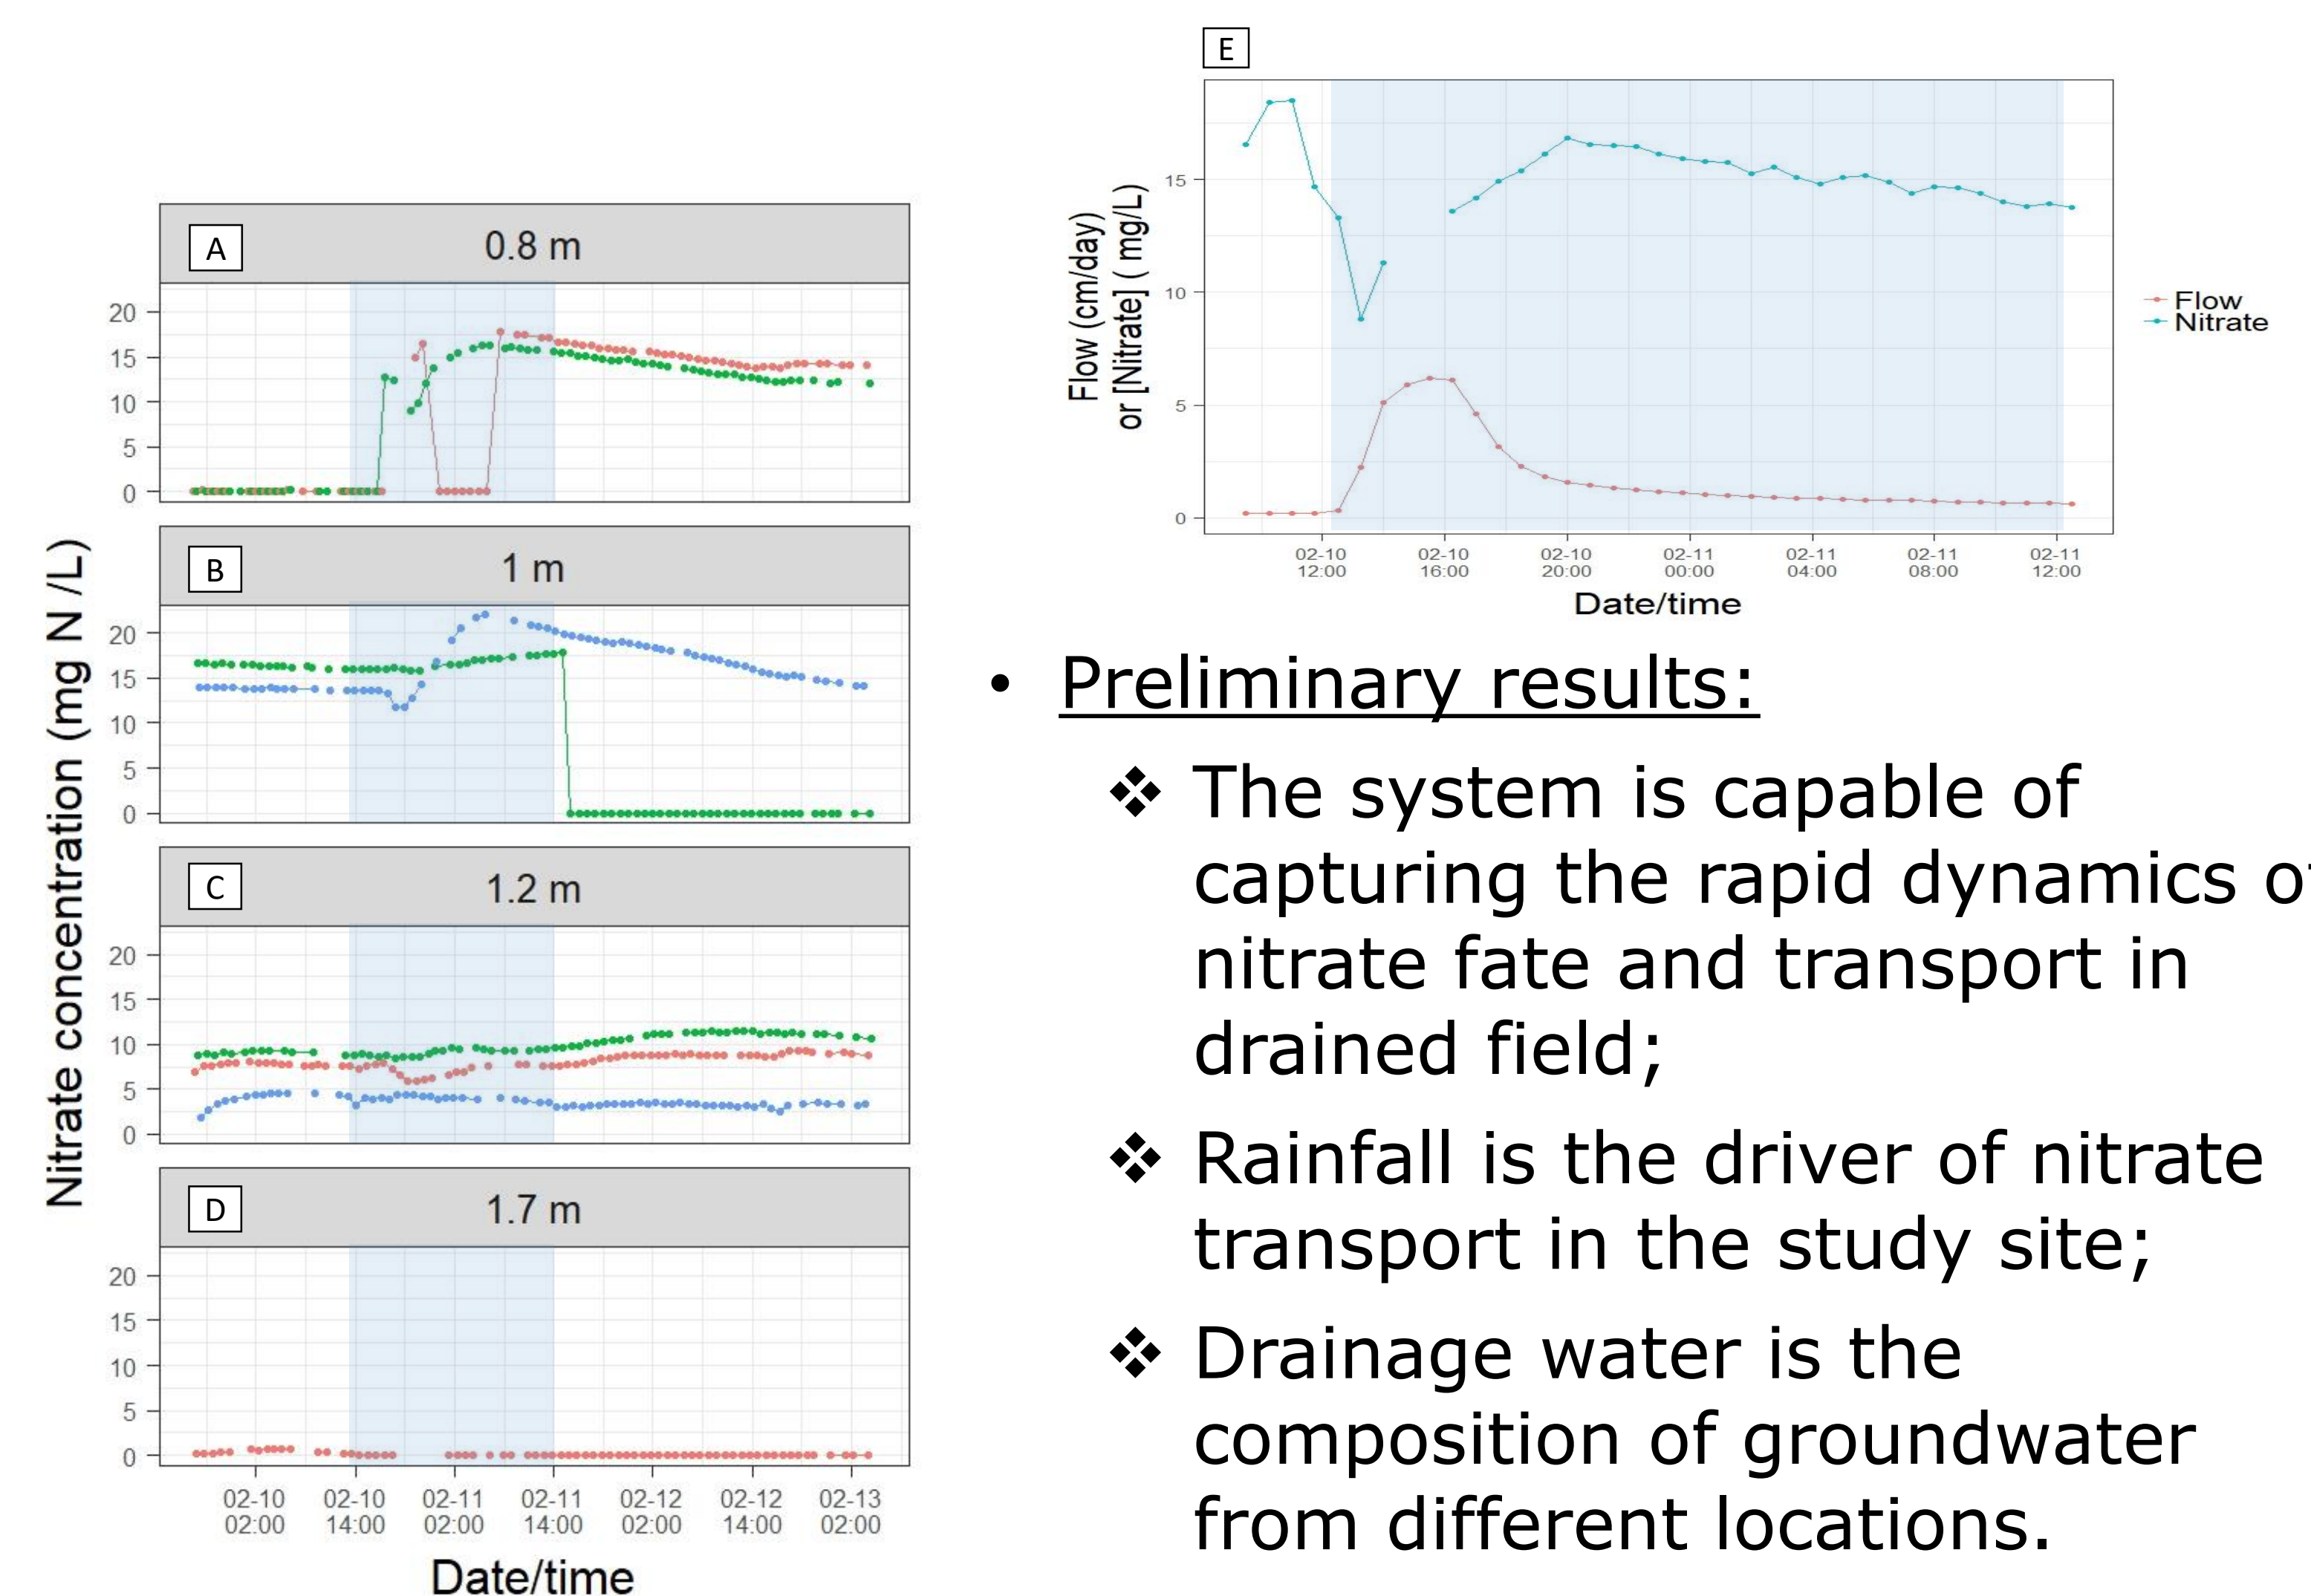 A
0.8 m
20
15
10
5
0
B
1 m
20
15
10
5
0
C
1.2 m
20
15
10
5
0
D
1.7 m
20
15
10
5
0
Nitrate concentration (mg N /L)
02-10 02-10 02-11 02-11 02-12 02-12 02-13
02:00 14:00 02:00 14:00 02:00 14:00 02:00
Date/time
E
Flow (cm/day)
or [Nitrate] ( mg/L)
15
10
5
0
02-10 02-10 02-10 02-11 02-11 02-11 02-11
12:00 16:00 20:00 00:00 04:00 08:00 12:00
Date/time
Flow
Nitrate
• Preliminary results:
❖ The system is capable of
capturing the rapid dynamics of
nitrate fate and transport in
drained field;
❖ Rainfall is the driver of nitrate
transport in the study site;
❖ Drainage water is the
composition of groundwater
from different locations.